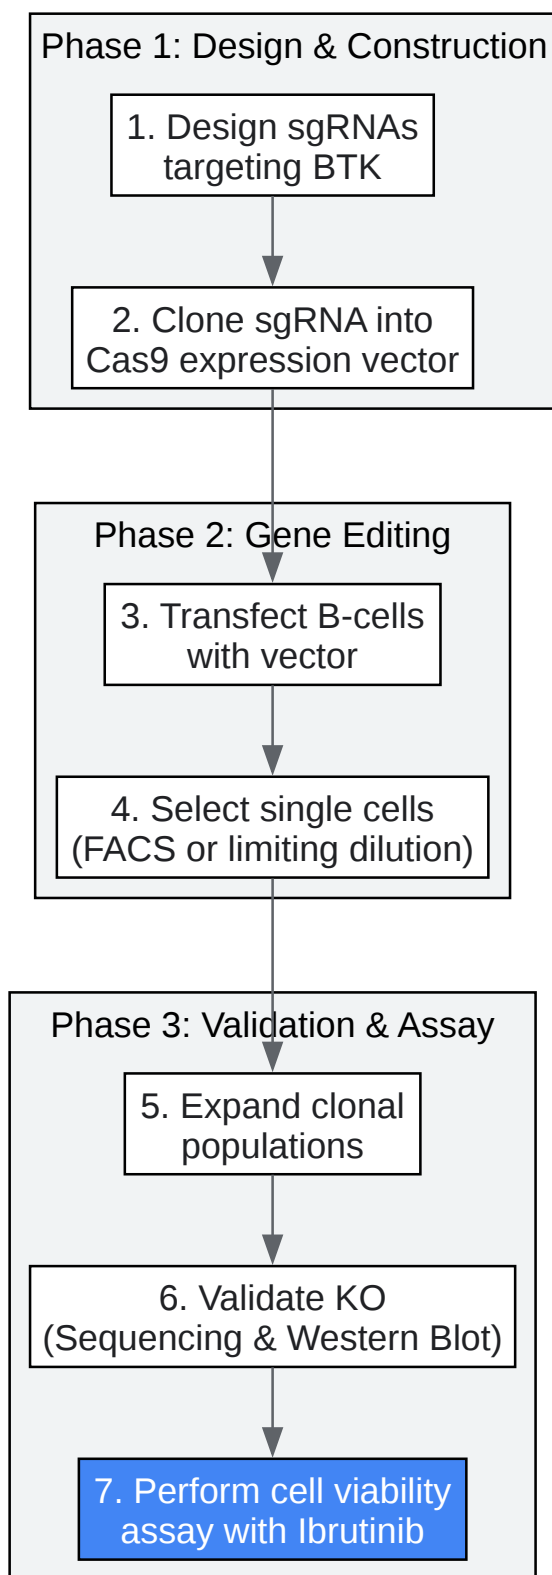 Phase 1: Design & Construction
1. Design sgRNAs
targeting BTK
2. Clone sgRNA into
Cas9 expression vector
Phase 2: Gene Editing
3. Transfect B-cells
with vector
4. Select single cells
(FACS or limiting dilution)
Phase 3: Validation & Assay
5. Expand clonal
populations
6. Validate KO
(Sequencing & Western Blot)
7. Perform cell viability
assay with Ibrutinib